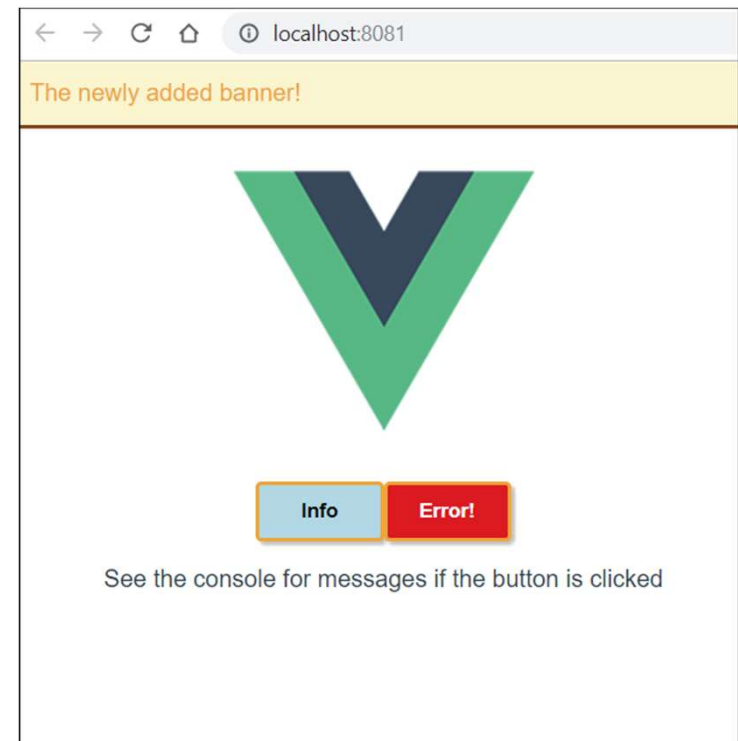 localhost:8081
The newly added banner!
Info
Error!
See the console for messages if the button is clicked